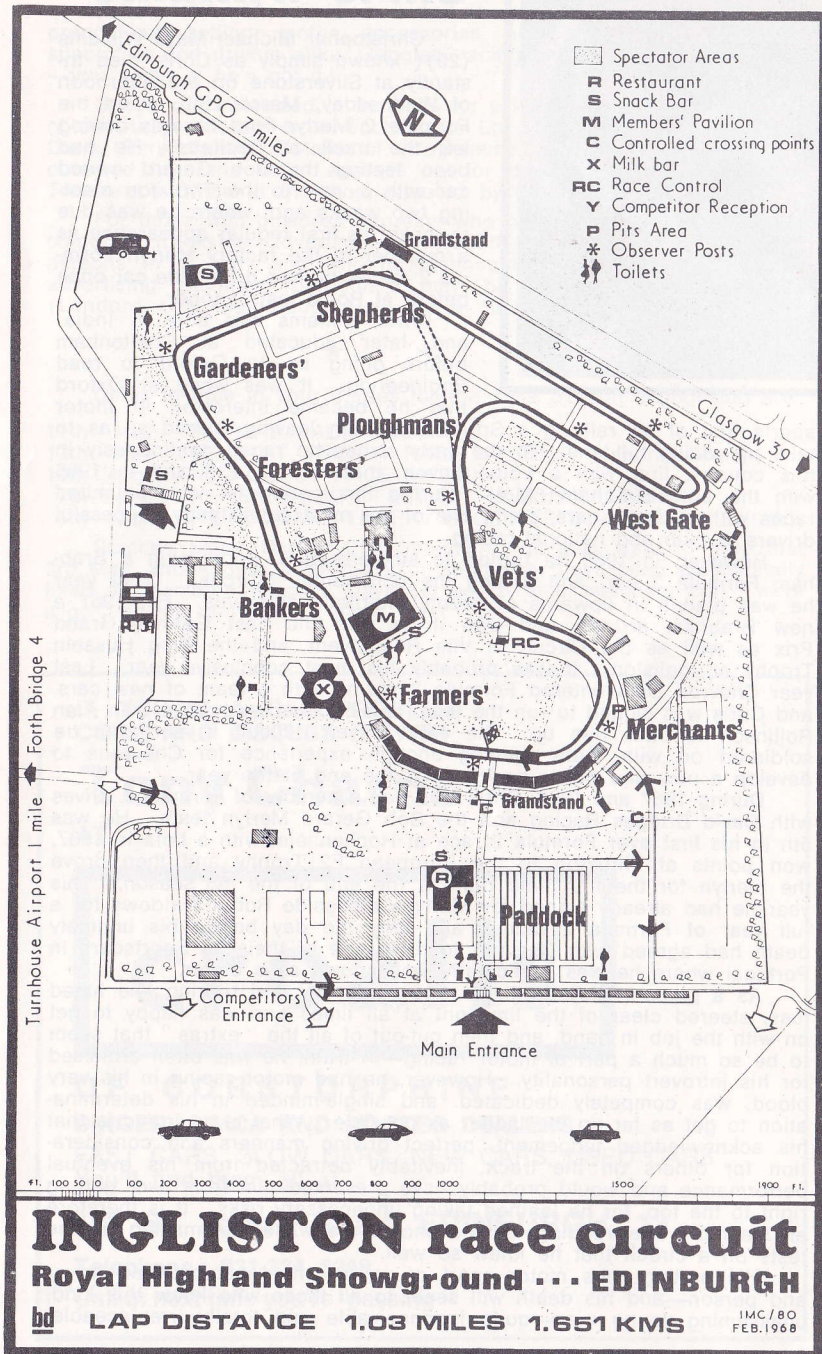 Edinburgh GPO 7 miles
N
Spectator Areas
R Restaurant
S Snack Bar
M Members' Pavilion
C Controlled crossing points
X Milk bar
RC Race Control
Y Competitor Reception
P Pits Area
* Observer Posts
Toilets
Grandstand
S
Shepherds
Gardeners'
Ploughmans
Glasgow 39
Foresters'
S
West Gate
Vets'
Bankers
M
S
RC
X
Farmers'
P
Merchants'
Turnhouse Airport 1 mile. Forth Bridge 4
C
Grandstand
C
S
R
Paddock
Y
Competitors' Entrance
Main Entrance
FT. 100 50 0 100 200 300 400 500 600 700 800 900 1000 1500 1900 FT.
INGLISTON race circuit
Royal Highland Showground •• EDINBURGH
bd LAP DISTANCE 1.03 MILES 1.651 KMS
IMC/80
FEB.1968